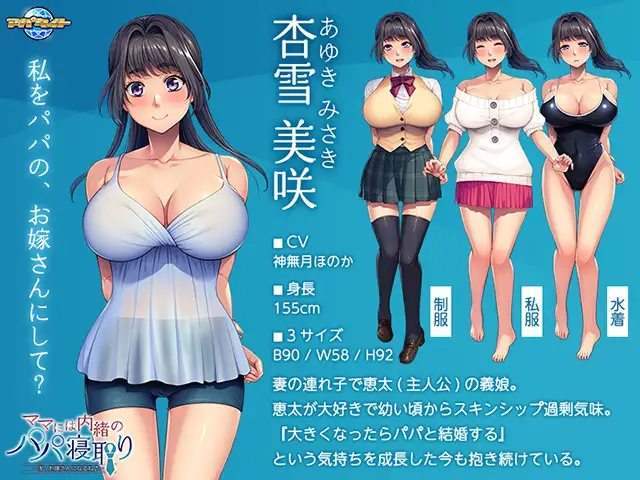 アパタイト
私をパパの、お嫁さんにして？
あゆき みさき
杏雪 美咲
■CV
神無月ほのか
■身長
155cm
■3サイズ
B90 / W58 / H92
制服
私服
水着
妻の連れ子で恵太(主人公)の義娘。
恵太が大好きで幼い頃からスキンシップ過剰気味。
『大きくなったらパパと結婚する』
という気持ちを成長した今も抱き続けている。
ママには内緒の
パパ寝取り